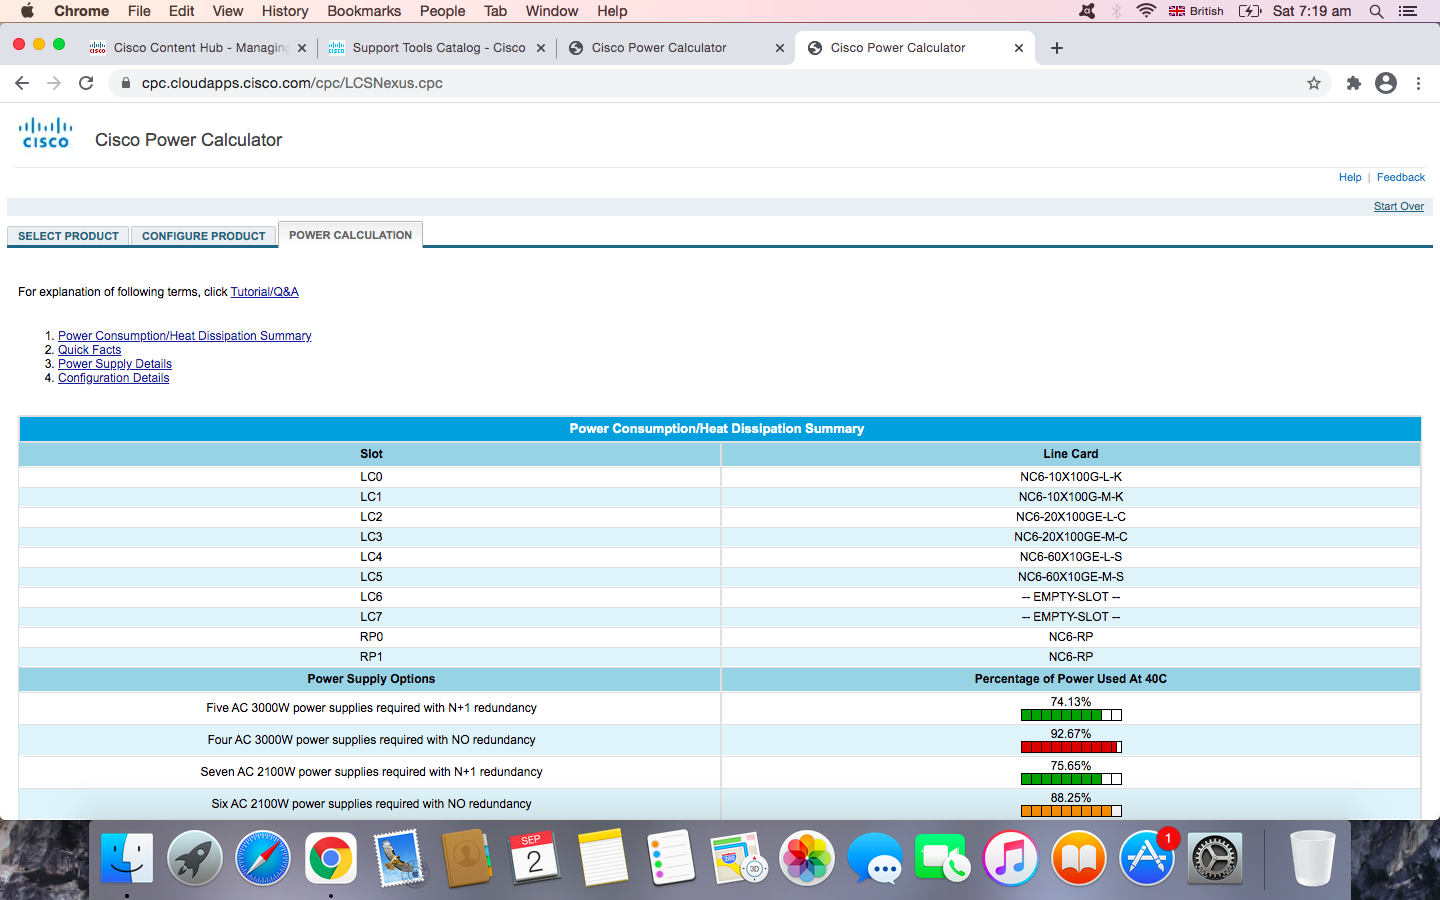 Chrome File Edit View History Bookmarks People Tab Window Help British Sat 7:19 am
Cisco Content Hub - Managing Support Tools Catalog - Cisco Cisco Power Calculator Cisco Power Calculator
cpc.cloudapps.cisco.com/cpc/LCSNexus.cpc
CISCO Cisco Power Calculator
Help | Feedback
Start Over
SELECT PRODUCT CONFIGURE PRODUCT POWER CALCULATION
For explanation of following terms, click Tutorial/Q&A
1. Power Consumption/Heat Dissipation Summary
2. Quick Facts
3. Power Supply Details
4. Configuration Details
Power Consumption/Heat Dissipation Summary
Slot Line Card
LC0 NC6-10X100G-L-K
LC1 NC6-10X100G-M-K
LC2 NC6-20X100GE-L-C
LC3 NC6-20X100GE-M-C
LC4 NC6-60X10GE-L-S
LC5 NC6-60X10GE-M-S
LC6 -- EMPTY-SLOT --
LC7 -- EMPTY-SLOT --
RP0 NC6-RP
RP1 NC6-RP
Power Supply Options Percentage of Power Used At 40C
Five AC 3000W power supplies required with N+1 redundancy 74.13%
Four AC 3000W power supplies required with NO redundancy 92.67%
Seven AC 2100W power supplies required with N+1 redundancy 75.65%
Six AC 2100W power supplies required with NO redundancy 88.25%
SEP
2
280
3D
1